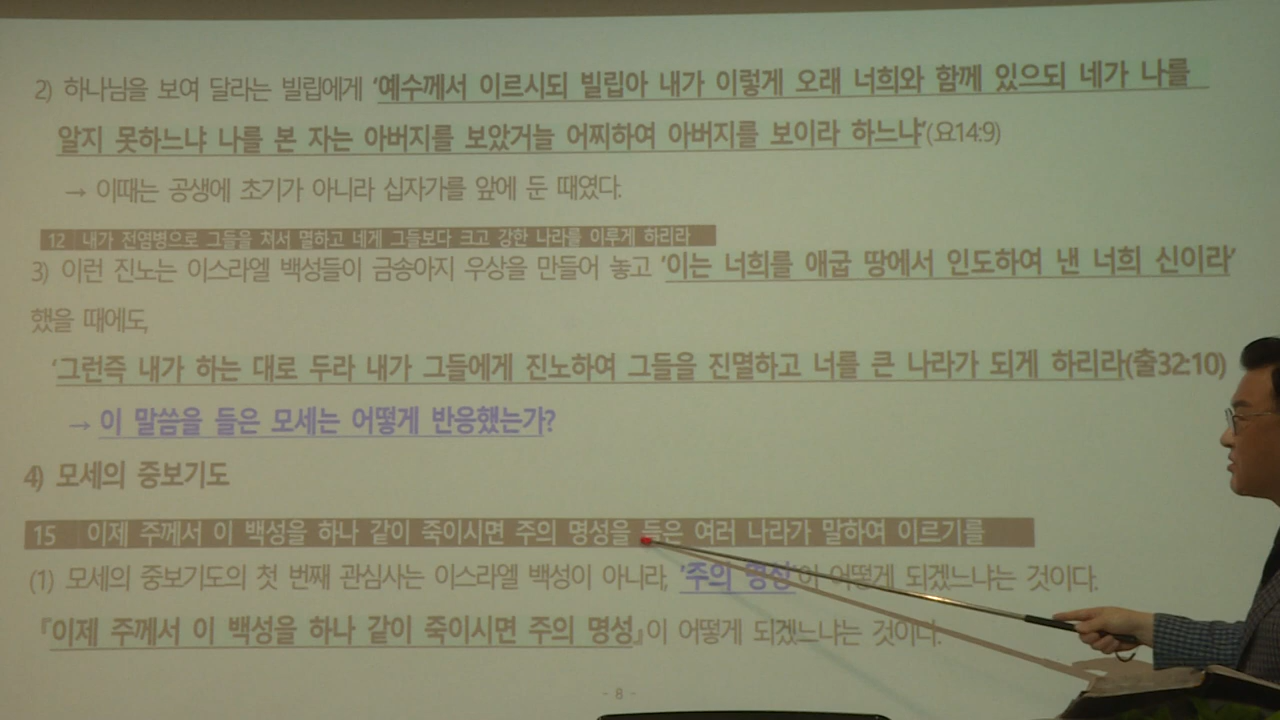 2) 하나님을 보여 달라는 빌립에게 ‘예수께서 이르시되 빌립아 내가 이렇게 오래 너희와 함께 있으되 네가 나를
알지 못하느냐 나를 본 자는 아버지를 보았거늘 어찌하여 아버지를 보이라 하느냐’(요14:9)
→ 이때는 공생에 초기가 아니라 십자가를 앞에 둔 때였다.
12 내가 전염병으로 그들을 쳐서 멸하고 네게 그들보다 크고 강한 나라를 이루게 하리라
3) 이런 진노는 이스라엘 백성들이 금송아지 우상을 만들어 놓고 ‘이는 너희를 애굽 땅에서 인도하여 낸 너희 신이라’
했을 때에도,
‘그런즉 내가 하는 대로 두라 내가 그들에게 진노하여 그들을 진멸하고 너를 큰 나라가 되게 하리라(출32:10)
→ 이 말씀을 들은 모세는 어떻게 반응했는가?
4) 모세의 중보기도
15 이제 주께서 이 백성을 하나 같이 죽이시면 주의 명성을 들은 여러 나라가 말하여 이르기를
(1) 모세의 중보기도의 첫 번째 관심사는 이스라엘 백성이 아니라, ‘주의 명성’이 어떻게 되겠느냐는 것이다.
『이제 주께서 이 백성을 하나 같이 죽이시면 주의 명성』이 어떻게 되겠느냐는 것이다.
- 8 -